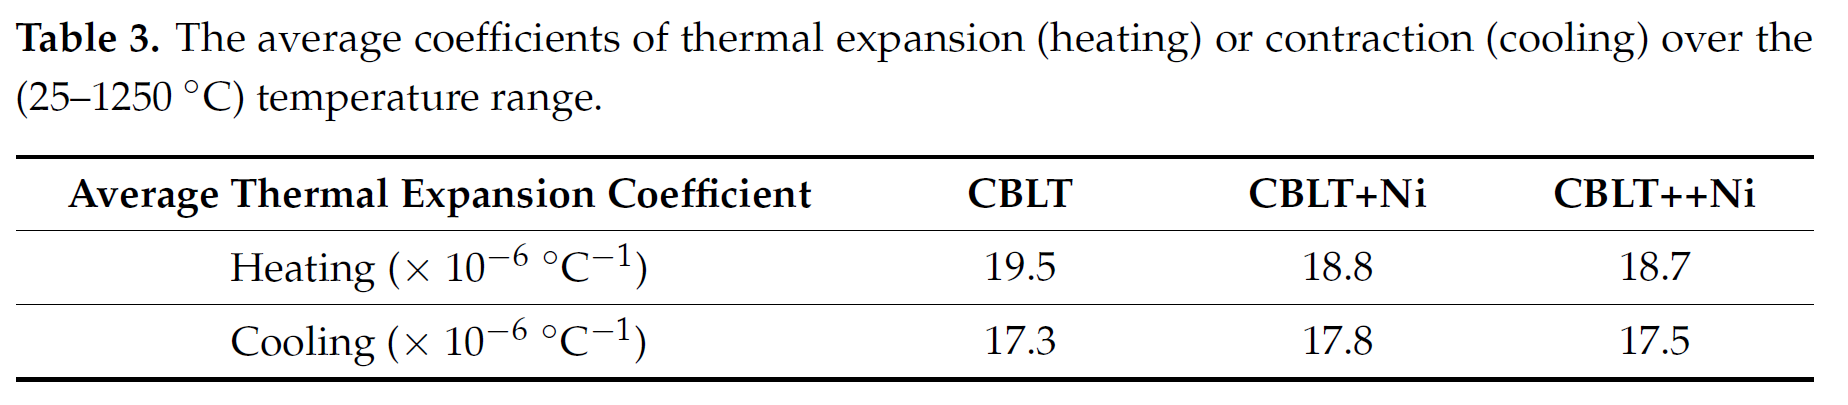 Table 3. The average coefficients of thermal expansion (heating) or contraction (cooling) over the
(25–1250 °C) temperature range.
Average Thermal Expansion Coefficient CBLT CBLT+Ni CBLT++Ni
Heating (× 10⁻⁶ °C⁻¹) 19.5 18.8 18.7
Cooling (× 10⁻⁶ °C⁻¹) 17.3 17.8 17.5